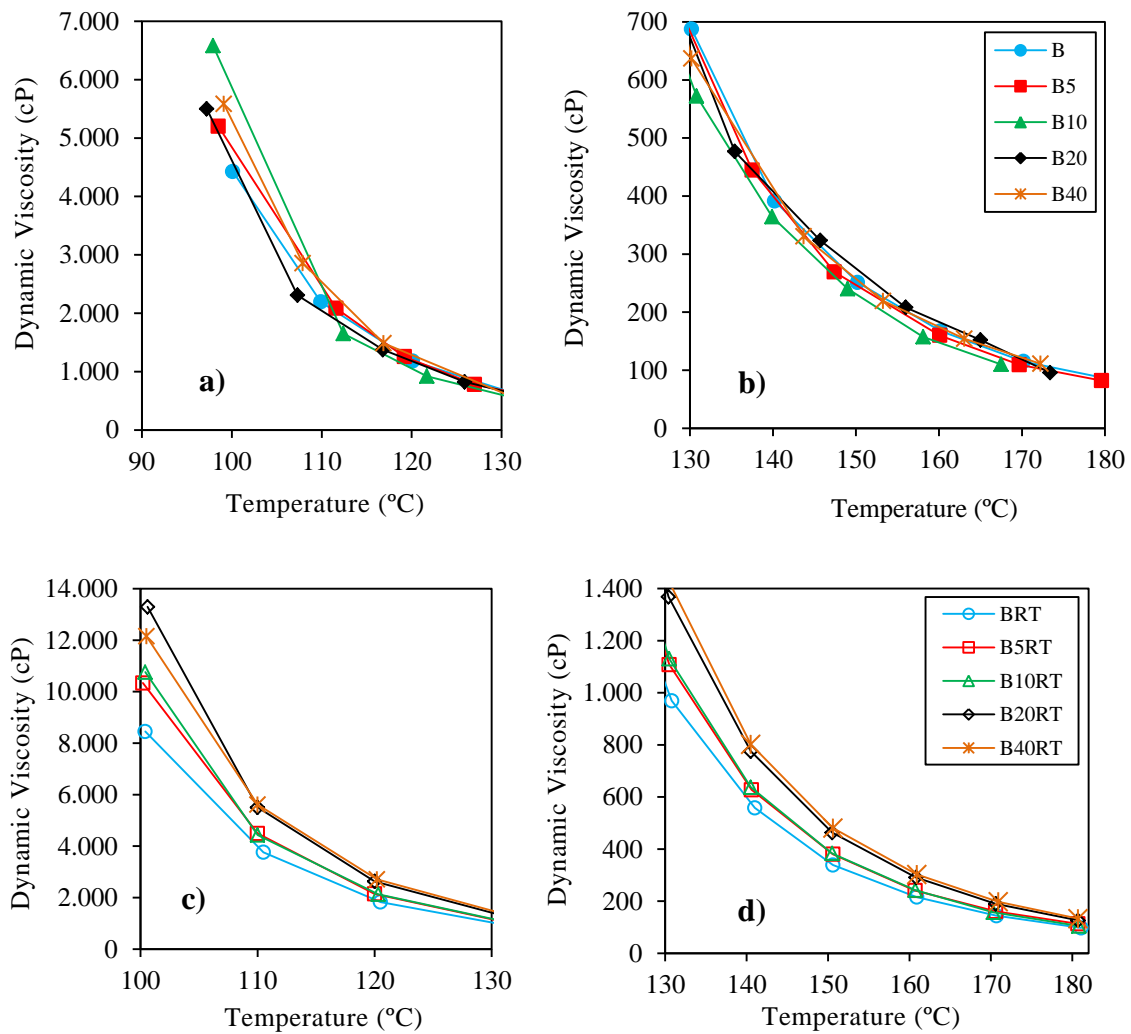 7.000
6.000
5.000
4.000
3.000
2.000
1.000
0
Dynamic Viscosity (cP)
a)
90 100 110 120 130
Temperature (ºC)
700
600
500
400
300
200
100
0
Dynamic Viscosity (cP)
B
B5
B10
B20
B40
b)
130 140 150 160 170 180
Temperature (ºC)
14.000
12.000
10.000
8.000
6.000
4.000
2.000
0
Dynamic Viscosity (cP)
c)
100 110 120 130
Temperature (ºC)
1.400
1.200
1.000
800
600
400
200
0
Dynamic Viscosity (cP)
BRT
B5RT
B10RT
B20RT
B40RT
d)
130 140 150 160 170 180
Temperature (ºC)